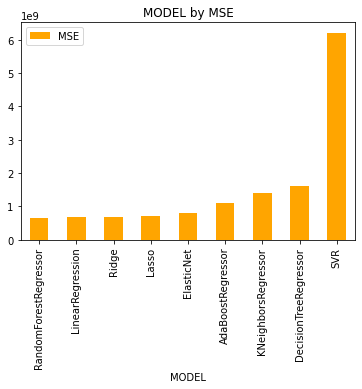 MODEL by MSE
1e9
MSE
6
5
4
3
2
1
0
RandomForestRegressor
LinearRegression
Ridge
Lasso
ElasticNet
AdaBoostRegressor
KNeighborsRegressor
DecisionTreeRegressor
SVR
MODEL